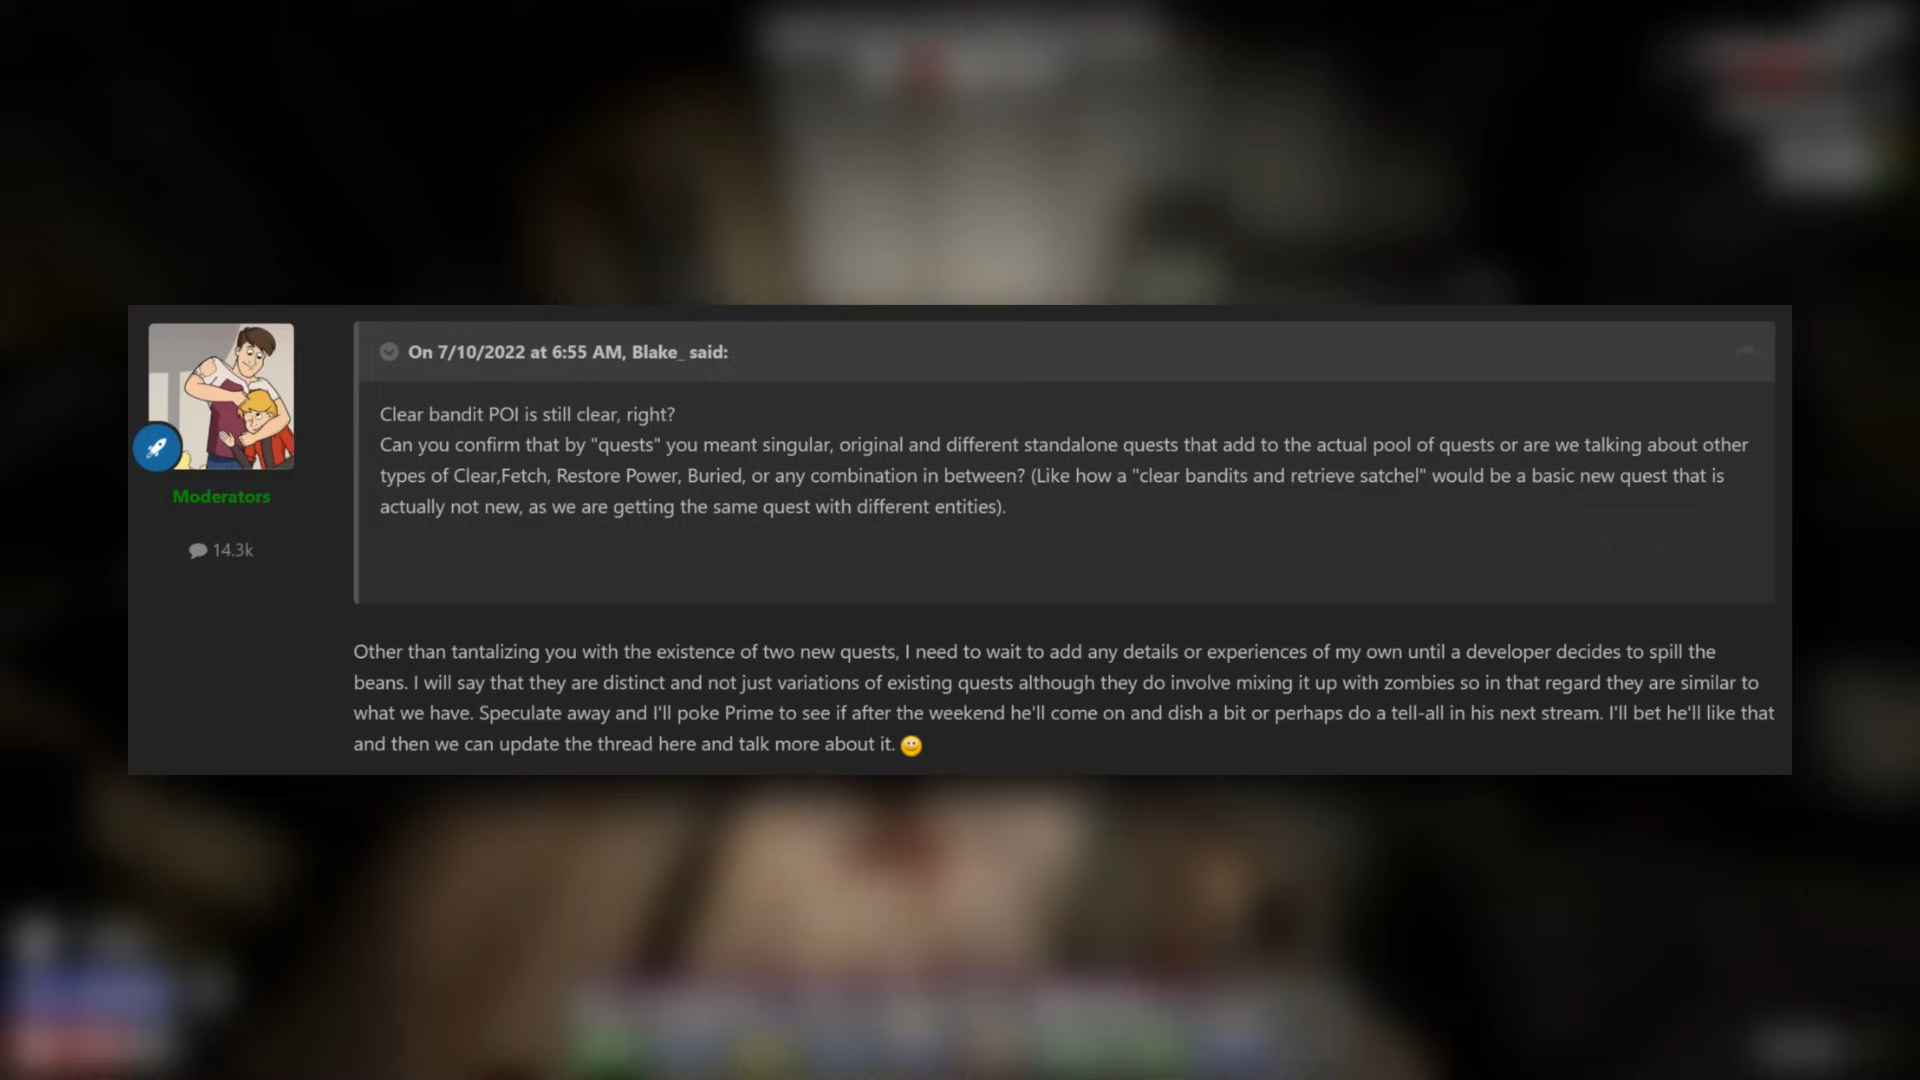 On 7/10/2022 at 6:55 AM, Blake_ said:
Clear bandit POI is still clear, right?
Can you confirm that by "quests" you meant singular, original and different standalone quests that add to the actual pool of quests or are we talking about other
types of Clear,Fetch, Restore Power, Buried, or any combination in between? (Like how a "clear bandits and retrieve satchel" would be a basic new quest that is
actually not new, as we are getting the same quest with different entities).
Moderators
14.3k
Other than tantalizing you with the existence of two new quests, I need to wait to add any details or experiences of my own until a developer decides to spill the
beans. I will say that they are distinct and not just variations of existing quests although they do involve mixing it up with zombies so in that regard they are similar to
what we have. Speculate away and I'll poke Prime to see if after the weekend he'll come on and dish a bit or perhaps do a tell-all in his next stream. I'll bet he'll like that
and then we can update the thread here and talk more about it.